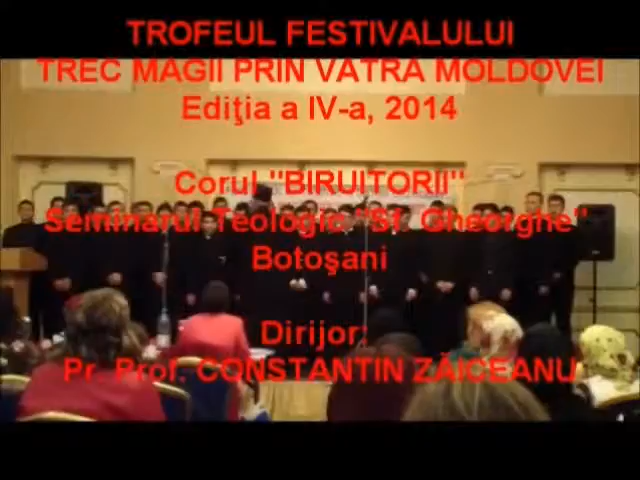 TROFEUL FESTIVALULUI
TREC MAGII PRIN VATRA MOLDOVEI
Ediţia a IV-a, 2014
Corul "BIRUITORII"
Seminarul Teologic "Sf. Gheorghe"
Botoşani
Dirijor:
Pr. Prof. CONSTANTIN ZĂICEANU